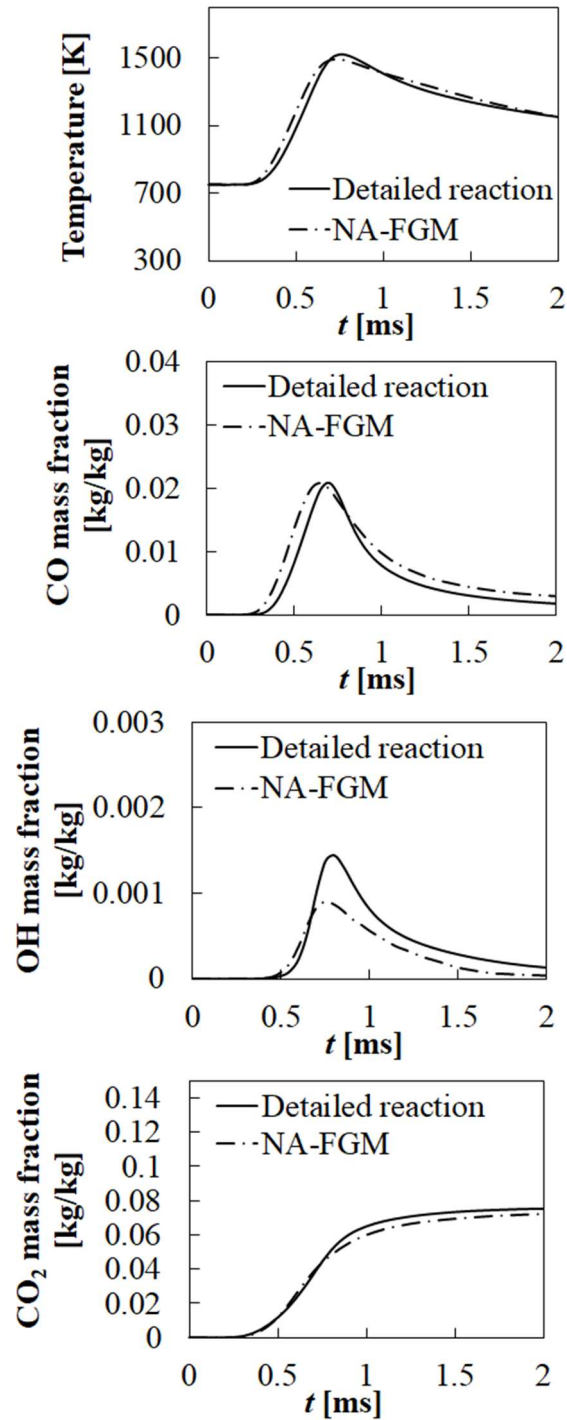 Temperature [K]
1500
1100
700
300
Detailed reaction
NA-FGM
0
0.5
1
1.5
2
t [ms]
CO mass fraction
[kg/kg]
0.04
0.03
0.02
0.01
0
Detailed reaction
NA-FGM
0
0.5
1
1.5
2
t [ms]
OH mass fraction
[kg/kg]
0.003
0.002
0.001
0
Detailed reaction
NA-FGM
0
0.5
1
1.5
2
t [ms]
CO₂ mass fraction
[kg/kg]
0.14
0.12
0.1
0.08
0.06
0.04
0.02
0
Detailed reaction
NA-FGM
0
0.5
1
1.5
2
t [ms]